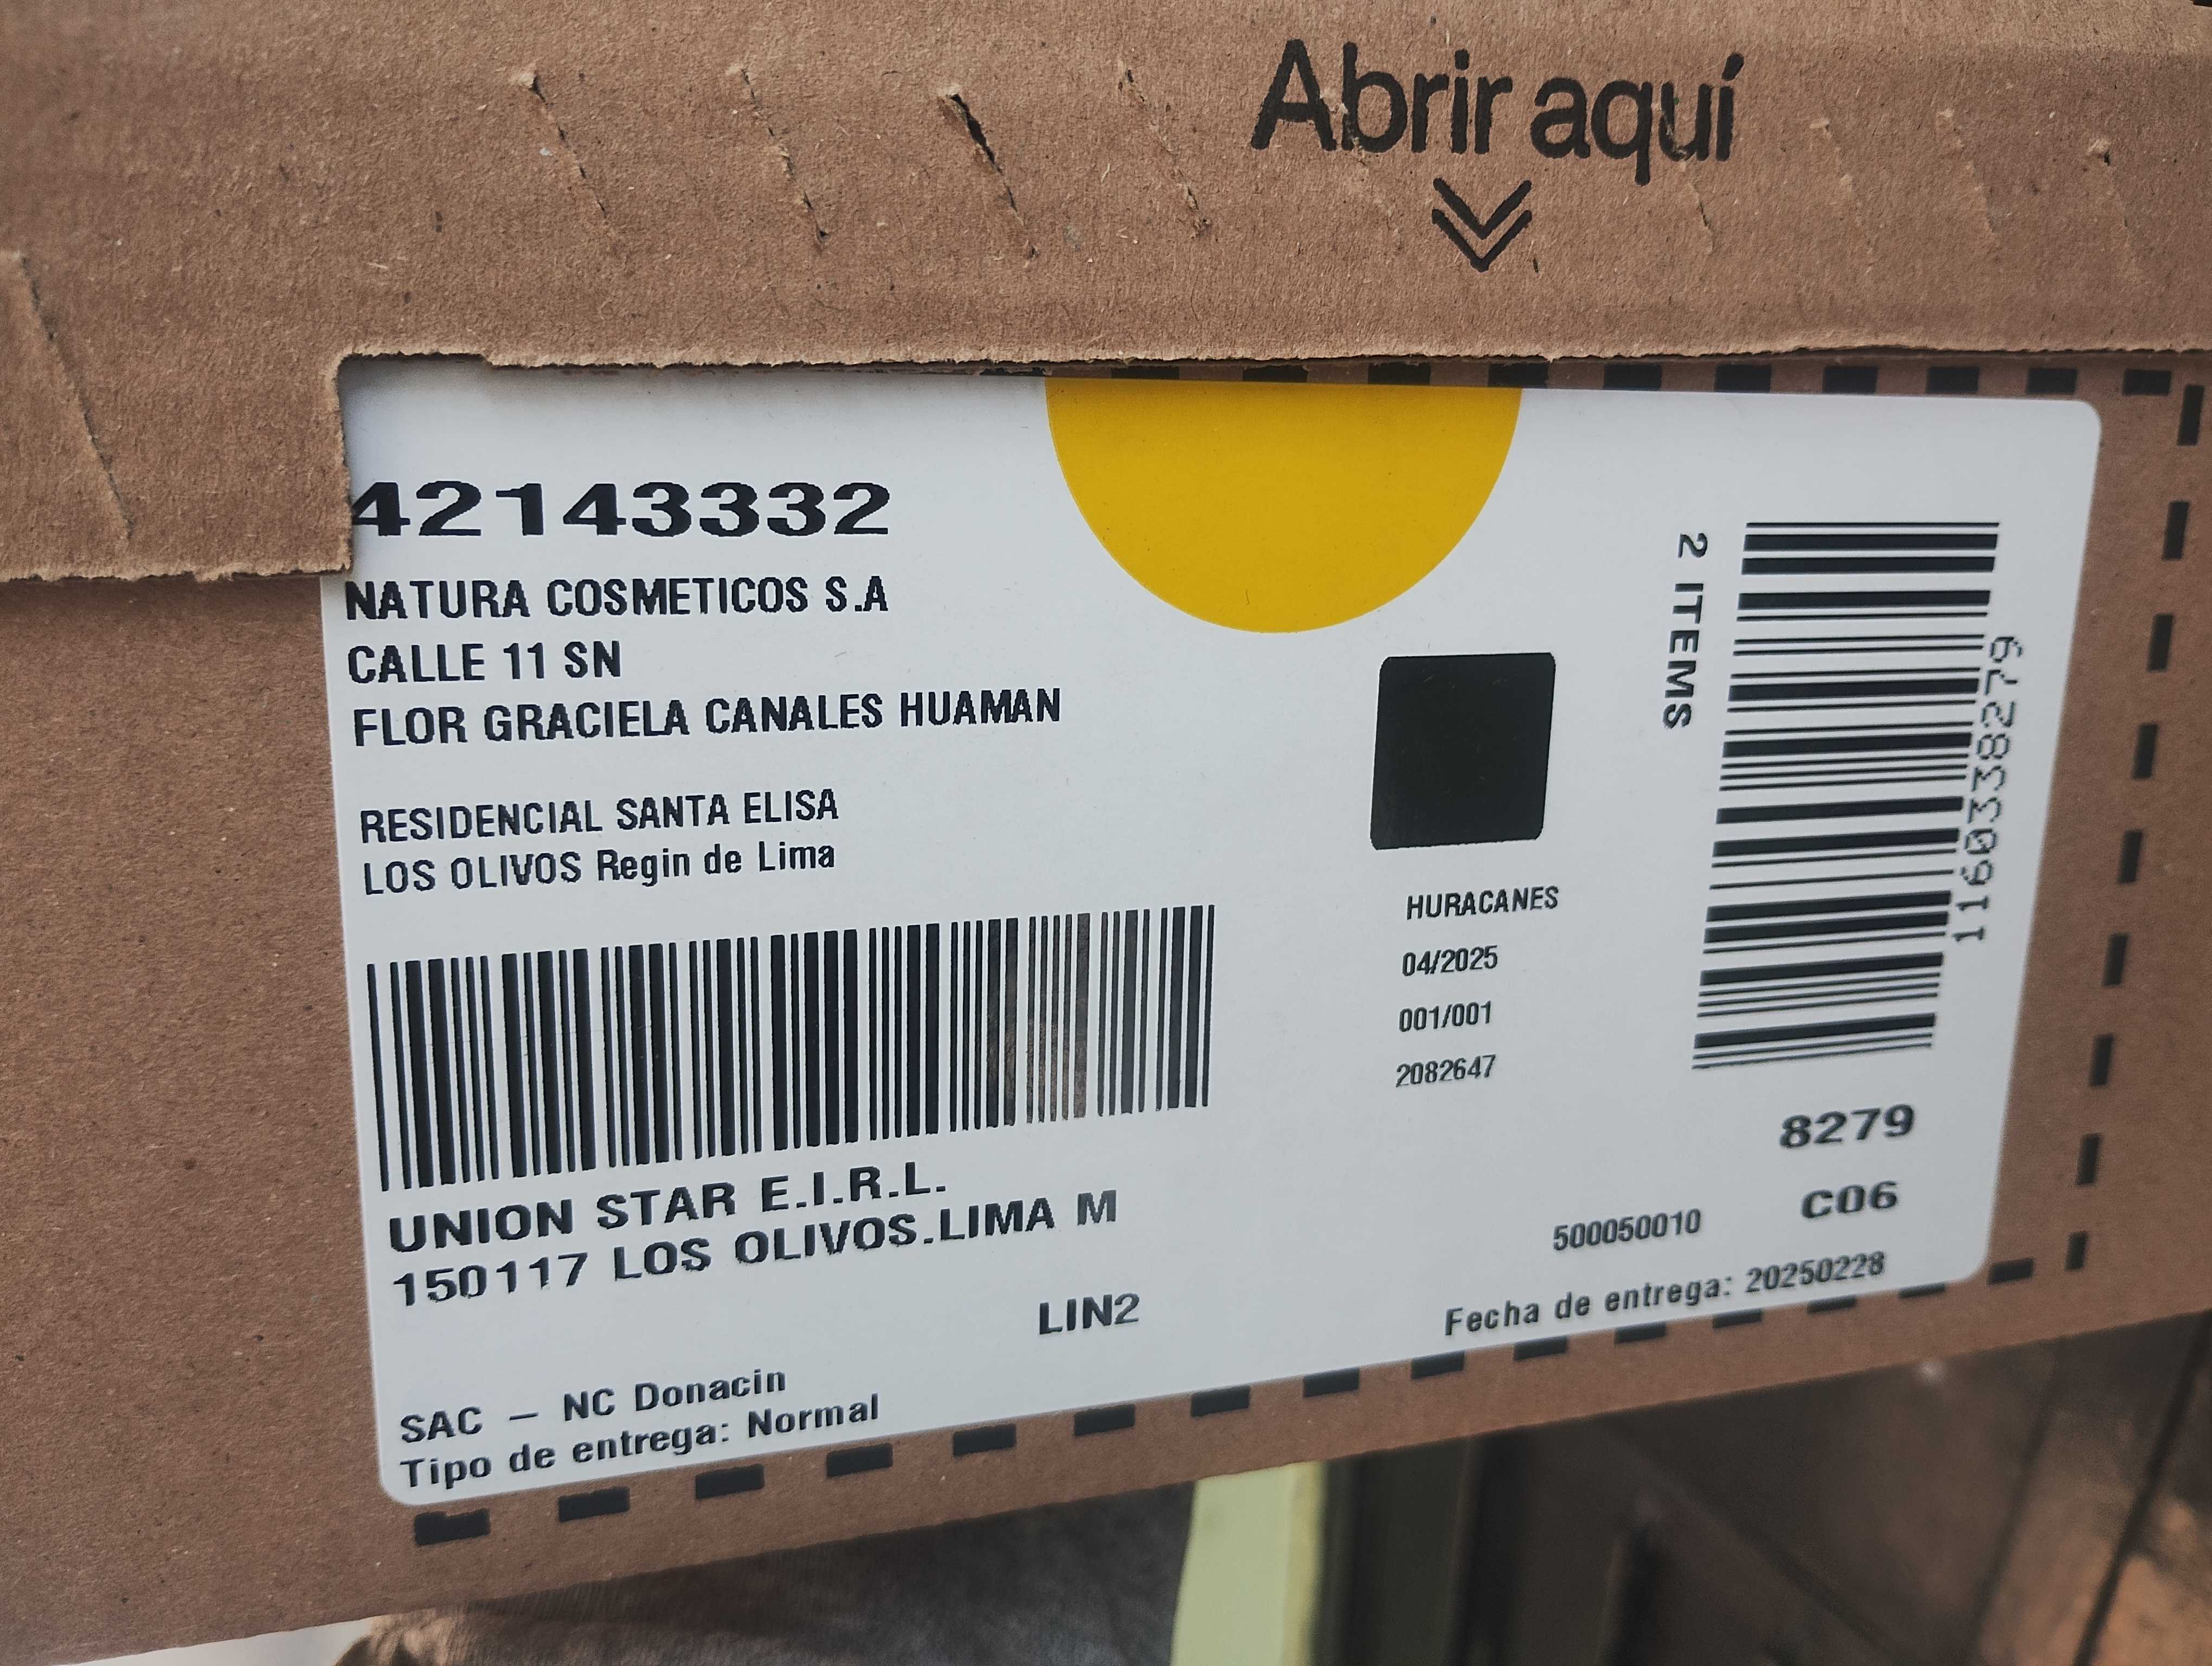 Abrir aquí
42143332
NATURA COSMETICOS S.A
CALLE 11 SN
FLOR GRACIELA CANALES HUAMAN
RESIDENCIAL SANTA ELISA
LOS OLIVOS Regin de Lima
UNION STAR E.I.R.L.
150117 LOS OLIVOS.LIMA M
LIN2
SAC – NC Donacin
Tipo de entrega: Normal
HURACANES
04/2025
001/001
2082647
2 ITEMS
1160338279
8279
C06
500050010
Fecha de entrega: 20250228